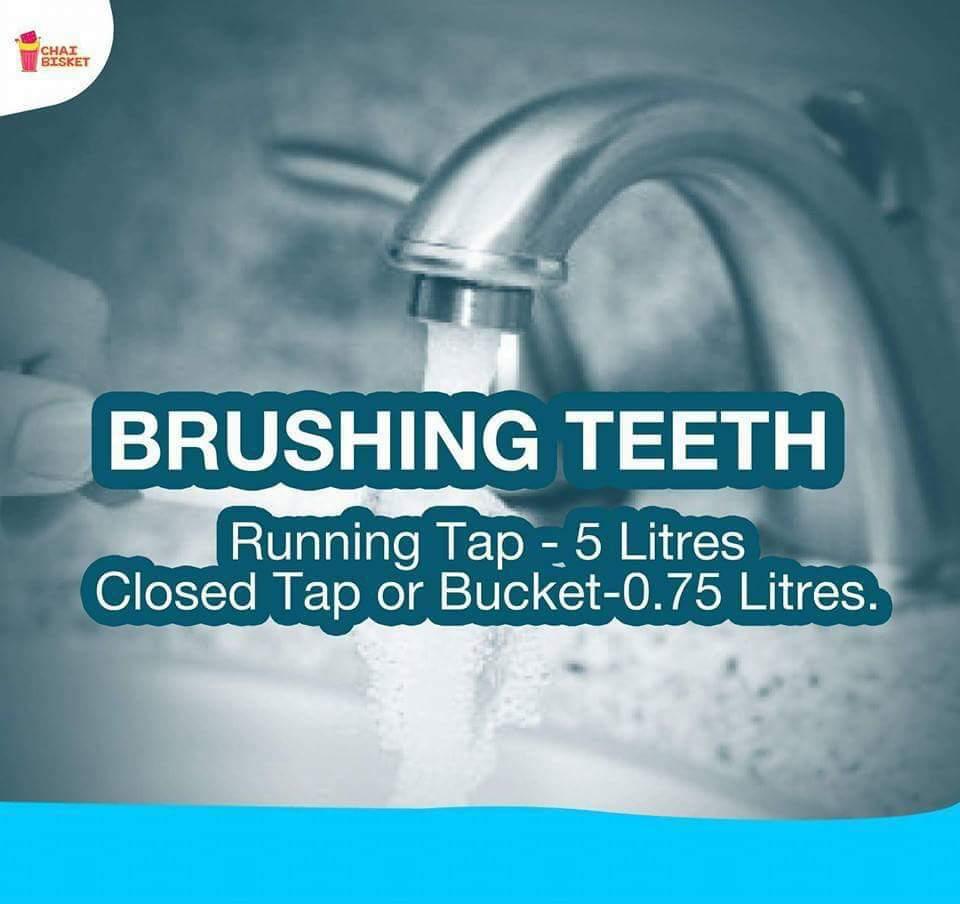 CHAI
BISKET
BRUSHING TEETH
Running Tap - 5 Litres
Closed Tap or Bucket-0.75 Litres.